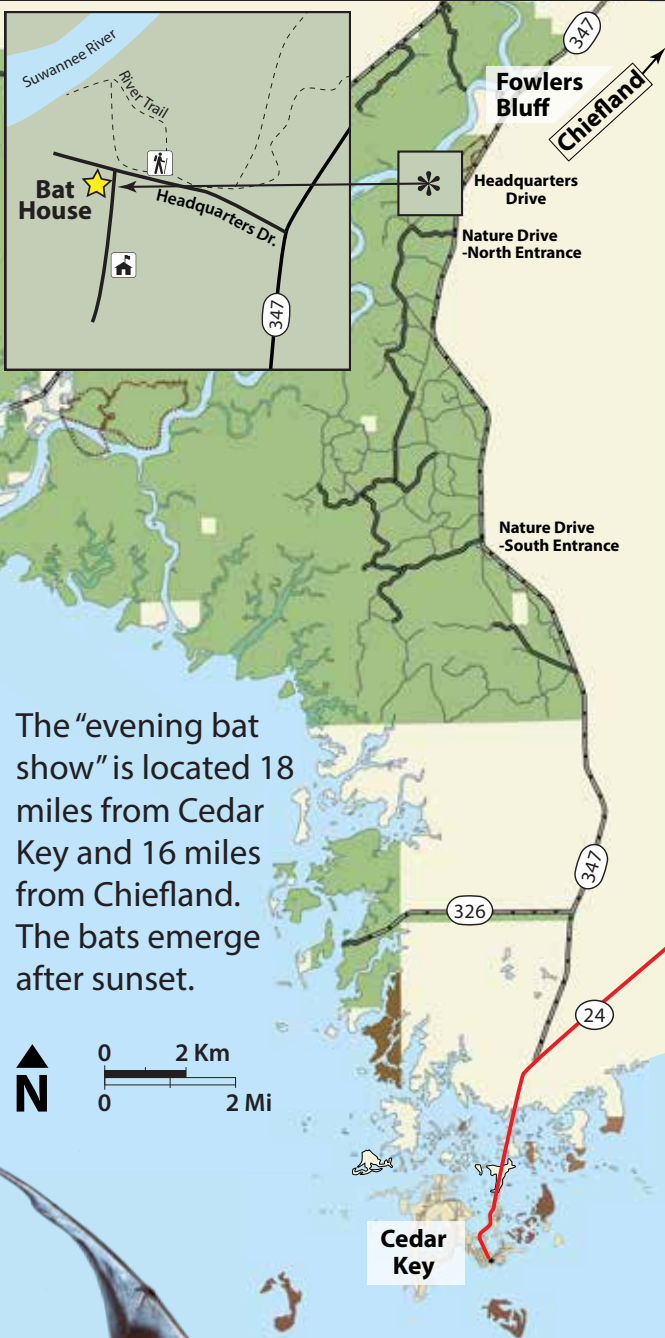 Suwannee River
River Trail
Bat
House
Headquarters Dr.
347
347
Fowlers
Bluff
Chiefland
*
Headquarters
Drive
Nature Drive
-North Entrance
Nature Drive
-South Entrance
The “evening bat
show” is located 18
miles from Cedar
Key and 16 miles
from Chiefland.
The bats emerge
after sunset.
347
326
24
N
0 2 Km
0 2 Mi
Cedar
Key